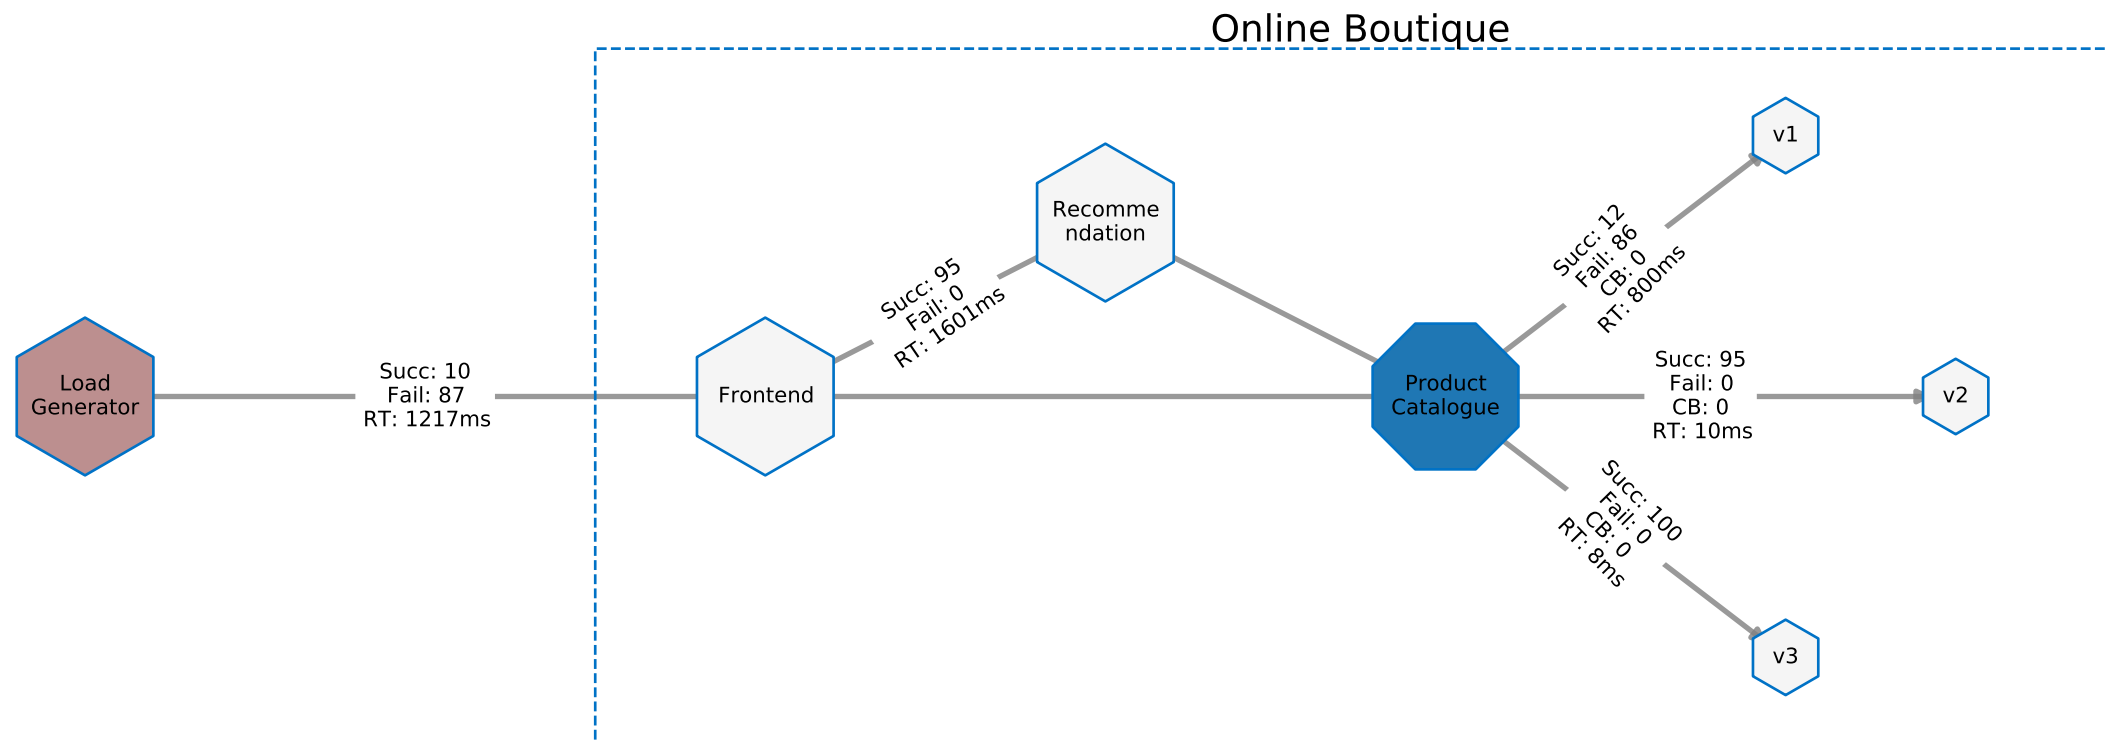 Online Boutique
Load
Generator
Succ: 10
Fail: 87
RT: 1217ms
Frontend
Succ: 95
Fail: 0
RT: 1601ms
Recomme
ndation
Product
Catalogue
Succ: 12
Fail: 86
CB: 0
RT: 800ms
v1
Succ: 95
Fail: 0
CB: 0
RT: 10ms
v2
Succ: 100
Fail: 0
CB: 0
RT: 8ms
v3